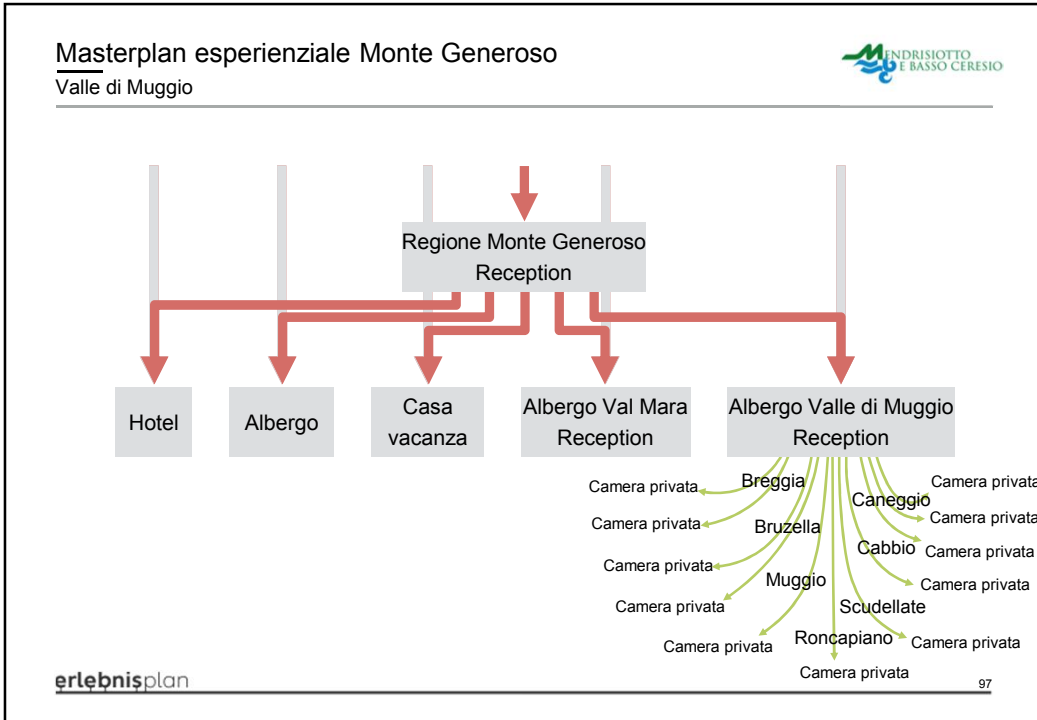 Masterplan esperienziale Monte Generoso
Valle di Muggio
MENDRISIOTTO
E BASSO CERESIO
Regione Monte Generoso
Reception
Hotel
Albergo
Casa
vacanza
Albergo Val Mara
Reception
Albergo Valle di Muggio
Reception
Camera privata
Breggia
Caneggio
Camera privata
Camera privata
Bruzella
Camera privata
Camera privata
Cabbio
Camera privata
Muggio
Camera privata
Camera privata
Scudellate
Camera privata
Roncapiano
Camera privata
Camera privata
erlebnisplan
97